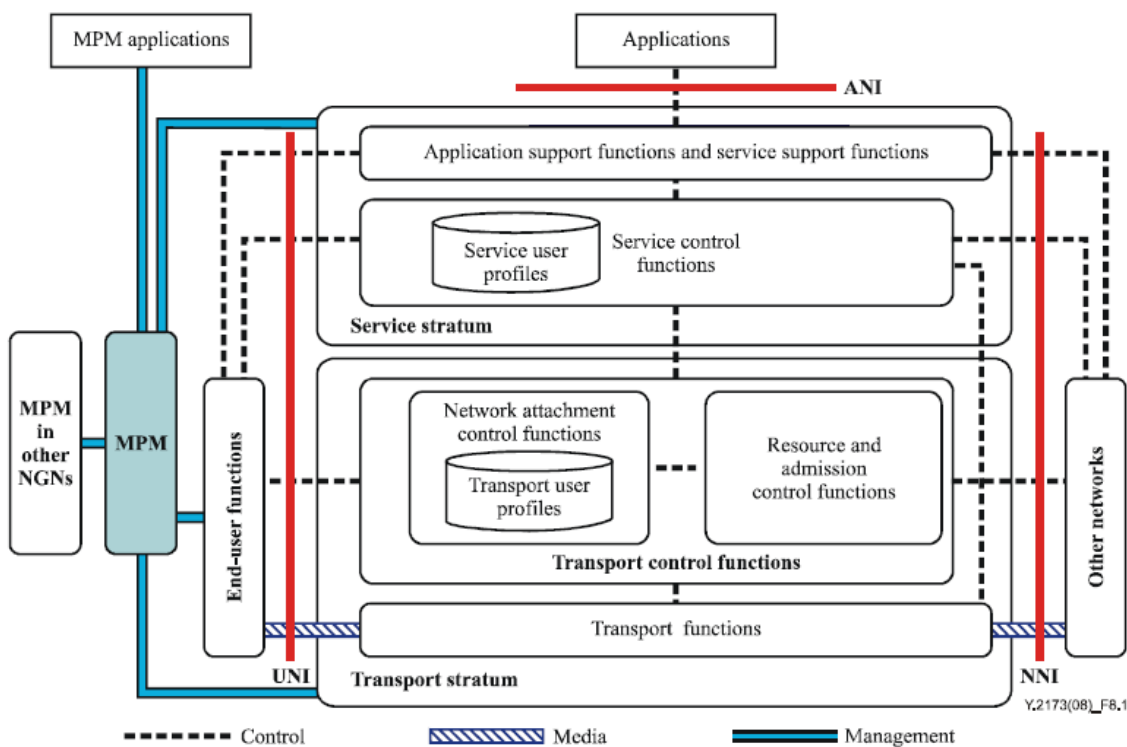 MPM applications
Applications
ANI
Application support functions and service support functions
Service user
profiles
Service control
functions
Service stratum
MPM
in
other
NGNs
MPM
End-user functions
Network attachment
control functions
Transport user
profiles
Resource and
admission
control functions
Transport control functions
Other networks
Transport functions
UNI
Transport stratum
NNI
Y.2173(08)_F8.1
Control
Media
Management